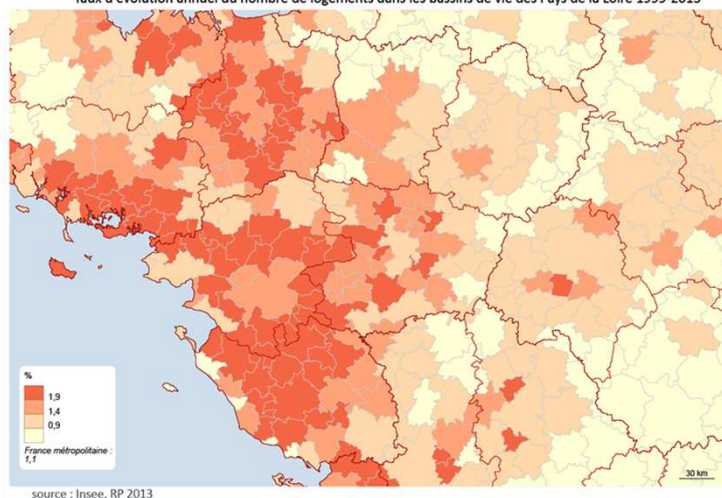 Taux d'évolution annuel du nombre de logements dans les bassins de vie des Pays de la Loire 1999-2013
%
1,9
1,4
0,9
France métropolitaine :
1,1
30 km
source : Insee, RP 2013